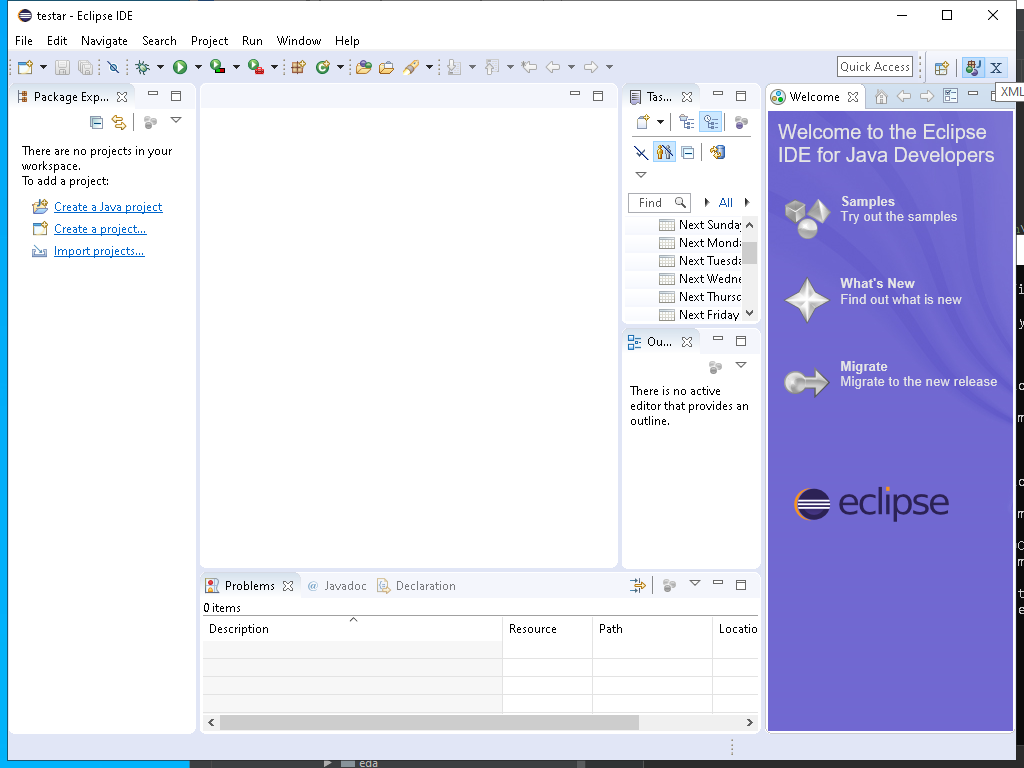 testar - Eclipse IDE
File Edit Navigate Search Project Run Window Help
Quick Access
XML
Package Exp...
There are no projects in your
workspace.
To add a project:
Create a Java project
Create a project...
Import projects...
Tas...
Find
All
Next Sunday
Next Monda
Next Tuesda
Next Wedne
Next Thursc
Next Friday
Ou...
There is no active
editor that provides an
outline.
Welcome
Welcome to the Eclipse
IDE for Java Developers
Samples
Try out the samples
What's New
Find out what is new
Migrate
Migrate to the new release
eclipse
Problems @ Javadoc Declaration
0 items
Description Resource Path Locatio
eda